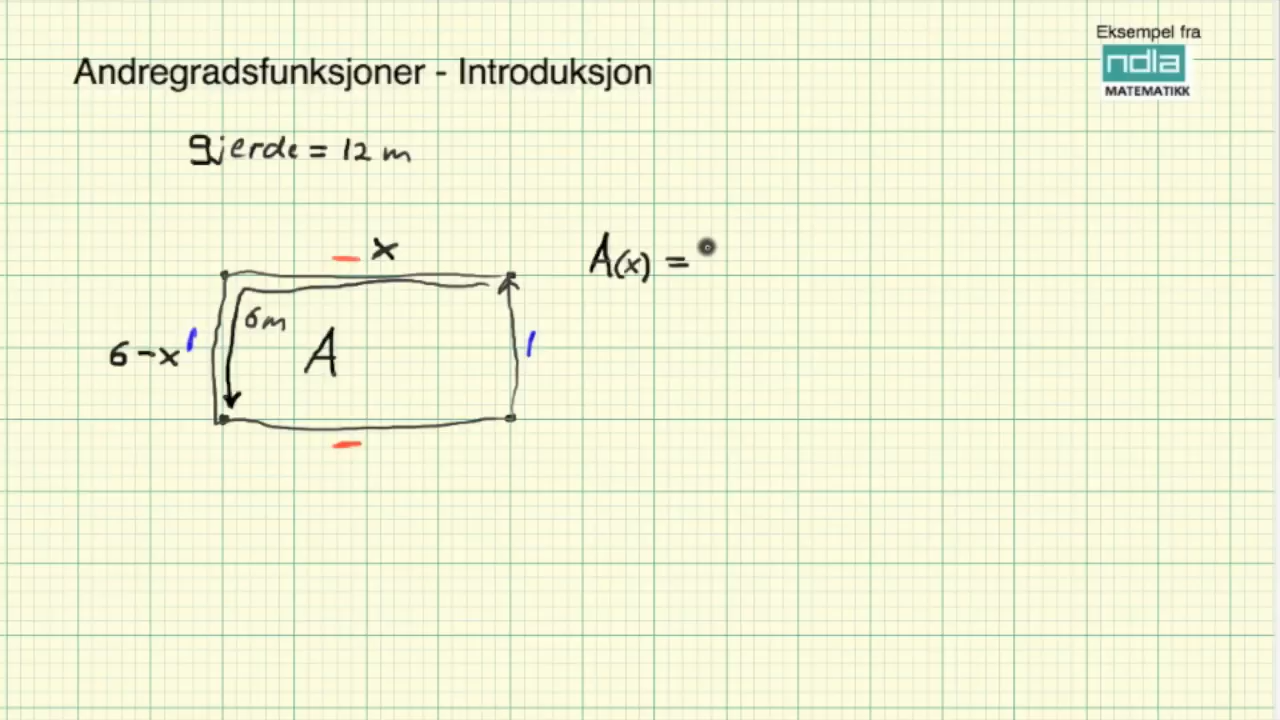 Eksempel fra
ndla
MATEMATIKK
Andregradsfunksjoner - Introduksjon
gjerde = 12 m
x
A(x) =
6m
6-x
A